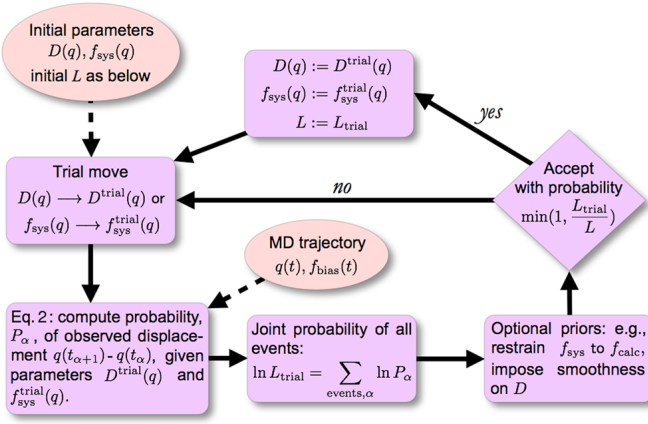 Initial parameters
D(q), f_sys(q)
initial L as below
D(q) := D^trial(q)
f_sys(q) := f_sys^trial(q)
L := L_trial
yes
Accept
with probability
min(1, L_trial/L)
no
Trial move
D(q) ⟶ D^trial(q) or
f_sys(q) ⟶ f_sys^trial(q)
MD trajectory
q(t), f_bias(t)
Eq. 2: compute probability,
P_α, of observed displace-
ment q(t_α+1) - q(t_α), given
parameters D^trial(q) and
f_sys^trial(q).
Joint probability of all
events:
ln L_trial = ∑ ln P_α
events,α
Optional priors: e.g.,
restrain f_sys to f_calc,
impose smoothness
on D